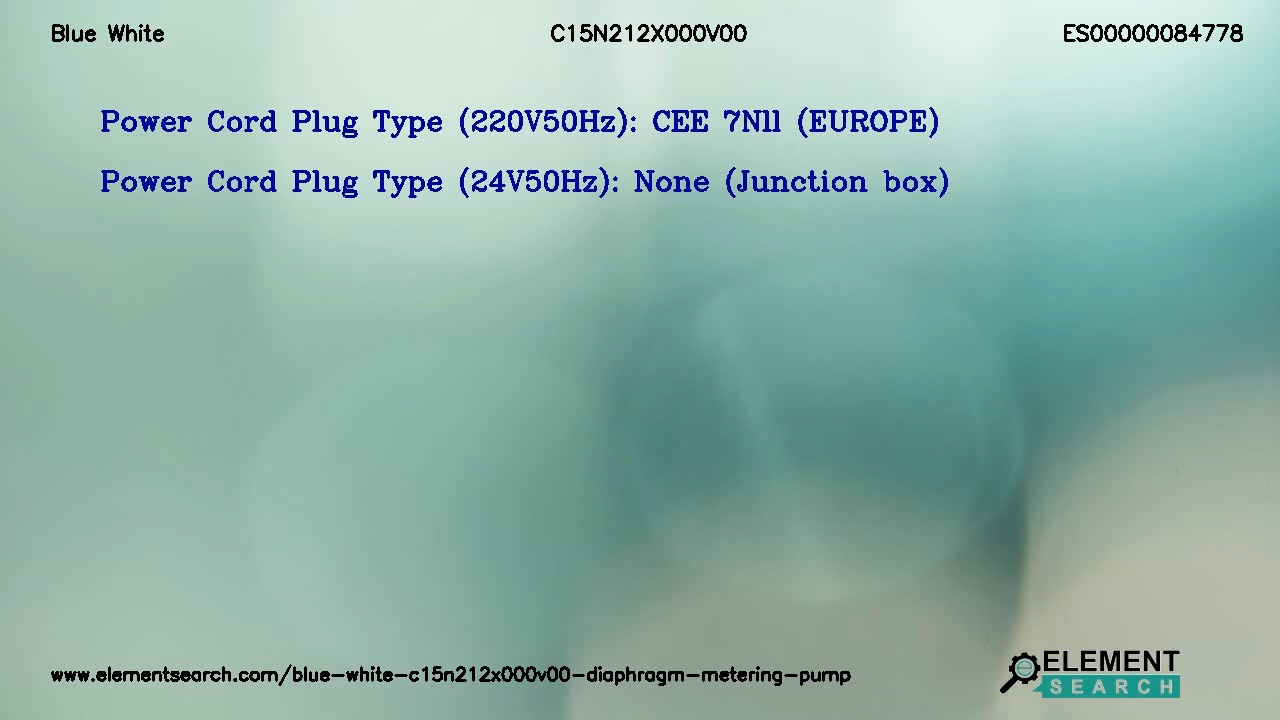 Blue White C15N212X000V00 ES00000084778
Power Cord Plug Type (220V50Hz): CEE 7Nll (EUROPE)
Power Cord Plug Type (24V50Hz): None (Junction box)
www.elementsearch.com/blue-white-c15n212x000v00-diaphragm-metering-pump
ELEMENT
SEARCH